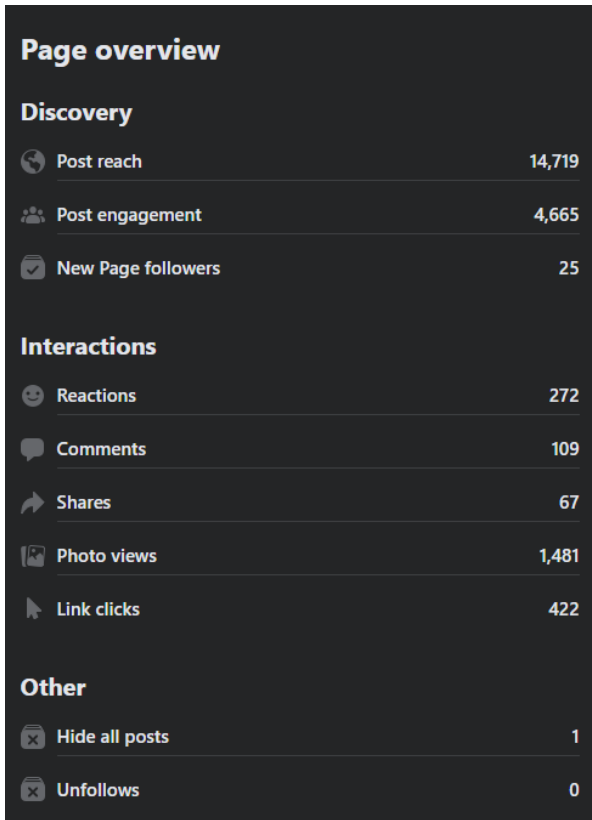 Page overview
Discovery
Post reach 14,719
Post engagement 4,665
New Page followers 25
Interactions
Reactions 272
Comments 109
Shares 67
Photo views 1,481
Link clicks 422
Other
Hide all posts 1
Unfollows 0